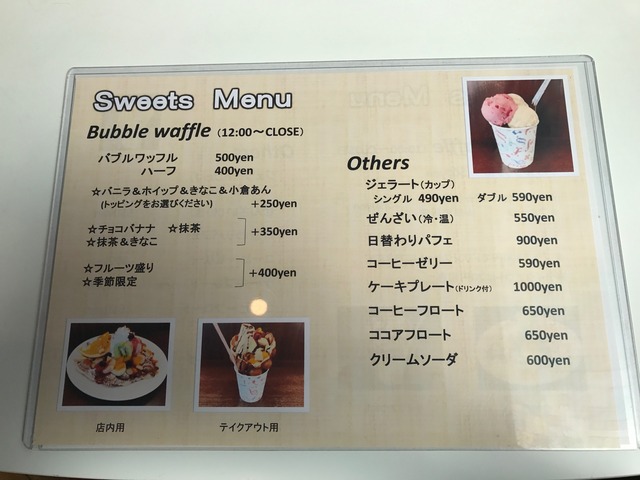 Sweets Menu
Bubble waffle (12:00～CLOSE)
バブルワッフル 500yen
ハーフ 400yen
☆バニラ＆ホイップ＆きなこ＆小倉あん
(トッピングをお選びください) +250yen
☆チョコバナナ ☆抹茶
☆抹茶＆きなこ
+350yen
☆フルーツ盛り
☆季節限定
+400yen
店内用
テイクアウト用
Others
ジェラート(カップ)
シングル 490yen ダブル 590yen
ぜんざい(冷・温) 550yen
日替わりパフェ 900yen
コーヒーゼリー 590yen
ケーキプレート(ドリンク付) 1000yen
コーヒーフロート 650yen
ココアフロート 650yen
クリームソーダ 600yen